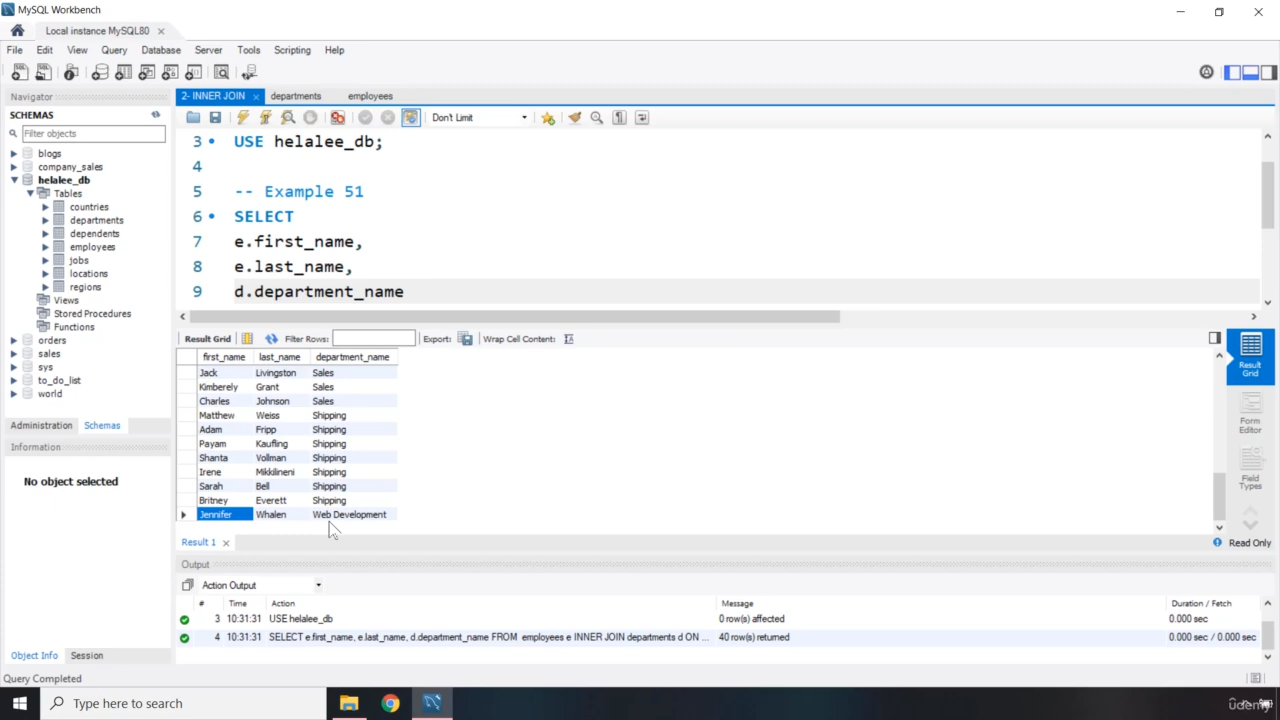 MySQL Workbench
Local instance MySQL80
File Edit View Query Database Server Tools Scripting Help
Navigator
SCHEMAS
Filter objects
blogs
company_sales
helalee_db
Tables
countries
departments
dependents
employees
jobs
locations
regions
Views
Stored Procedures
Functions
orders
sales
sys
to_do_list
world
Administration Schemas
Information
No object selected
Object Info Session
2- INNER JOIN departments employees
Don't Limit
3 USE helalee_db;
4
5 -- Example 51
6 SELECT
7 e.first_name,
8 e.last_name,
9 d.department_name
Result Grid Filter Rows: Export: Wrap Cell Content:
first_name last_name department_name
Jack Livingston Sales
Kimberely Grant Sales
Charles Johnson Sales
Matthew Weiss Shipping
Adam Fripp Shipping
Payam Kaufling Shipping
Shanta Vollman Shipping
Irene Mikkilineni Shipping
Sarah Bell Shipping
Britney Everett Shipping
Jennifer Whalen Web Development
Result Grid
Form Editor
Field Types
Result 1
Read Only
Output
Action Output
# Time Action Message Duration / Fetch
3 10:31:31 USE helalee_db 0 row(s) affected 0.000 sec
4 10:31:31 SELECT e.first_name, e.last_name, d.department_name FROM employees e INNER JOIN departments d ON ... 40 row(s) returned 0.000 sec / 0.000 sec
Query Completed
Type here to search
udemy